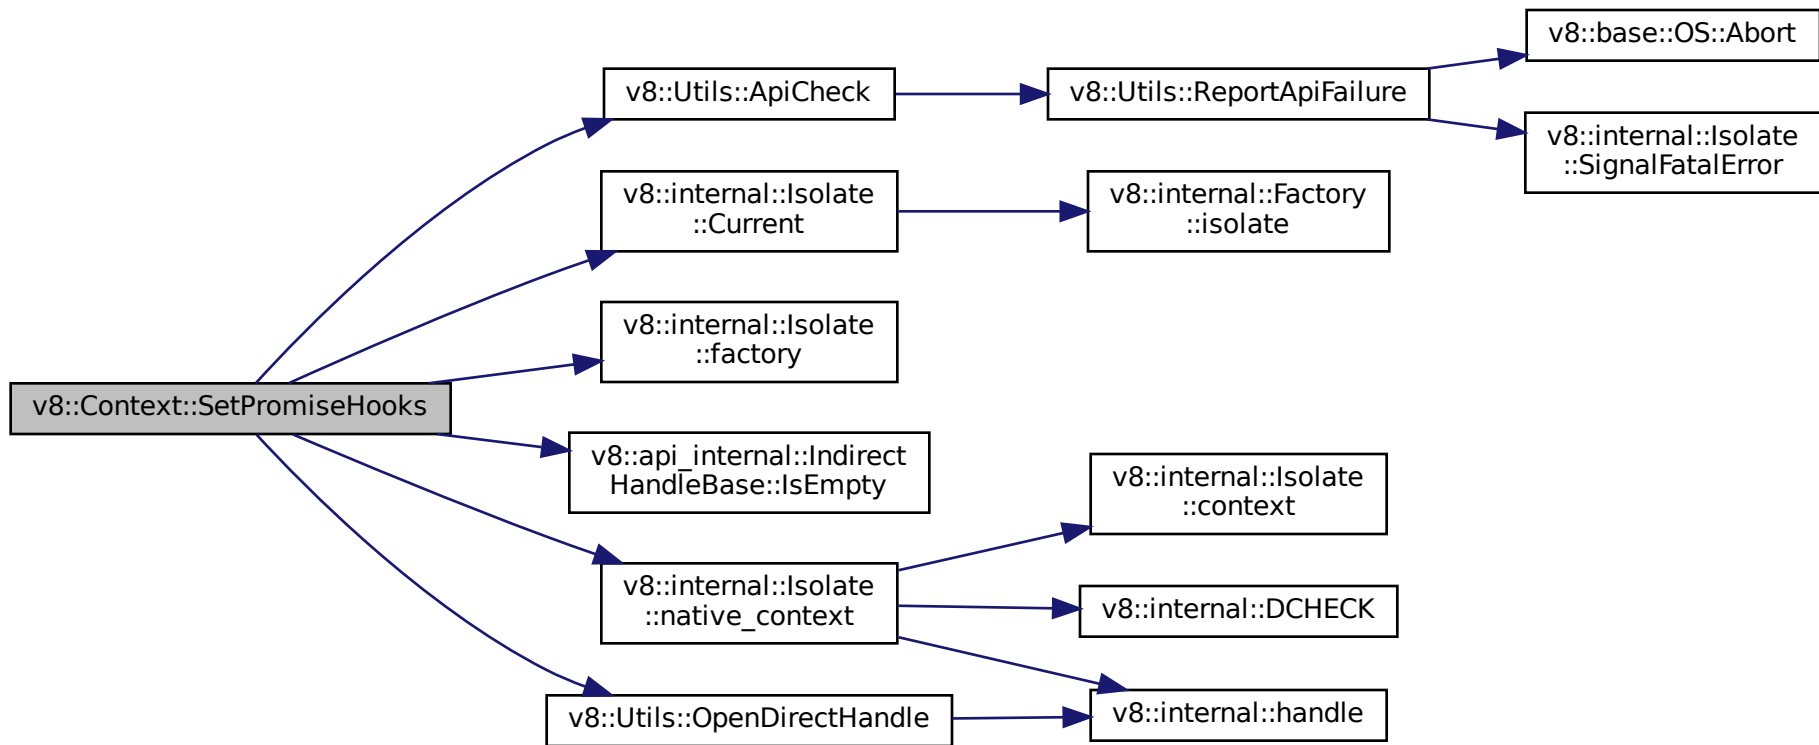 v8::Context::SetPromiseHooks
v8::Utils::ApiCheck
v8::Utils::ReportApiFailure
v8::base::OS::Abort
v8::internal::Isolate
::SignalFatalError
v8::internal::Isolate
::Current
v8::internal::Factory
::isolate
v8::internal::Isolate
::factory
v8::api_internal::Indirect
HandleBase::IsEmpty
v8::internal::Isolate
::native_context
v8::internal::Isolate
::context
v8::internal::DCHECK
v8::internal::handle
v8::Utils::OpenDirectHandle